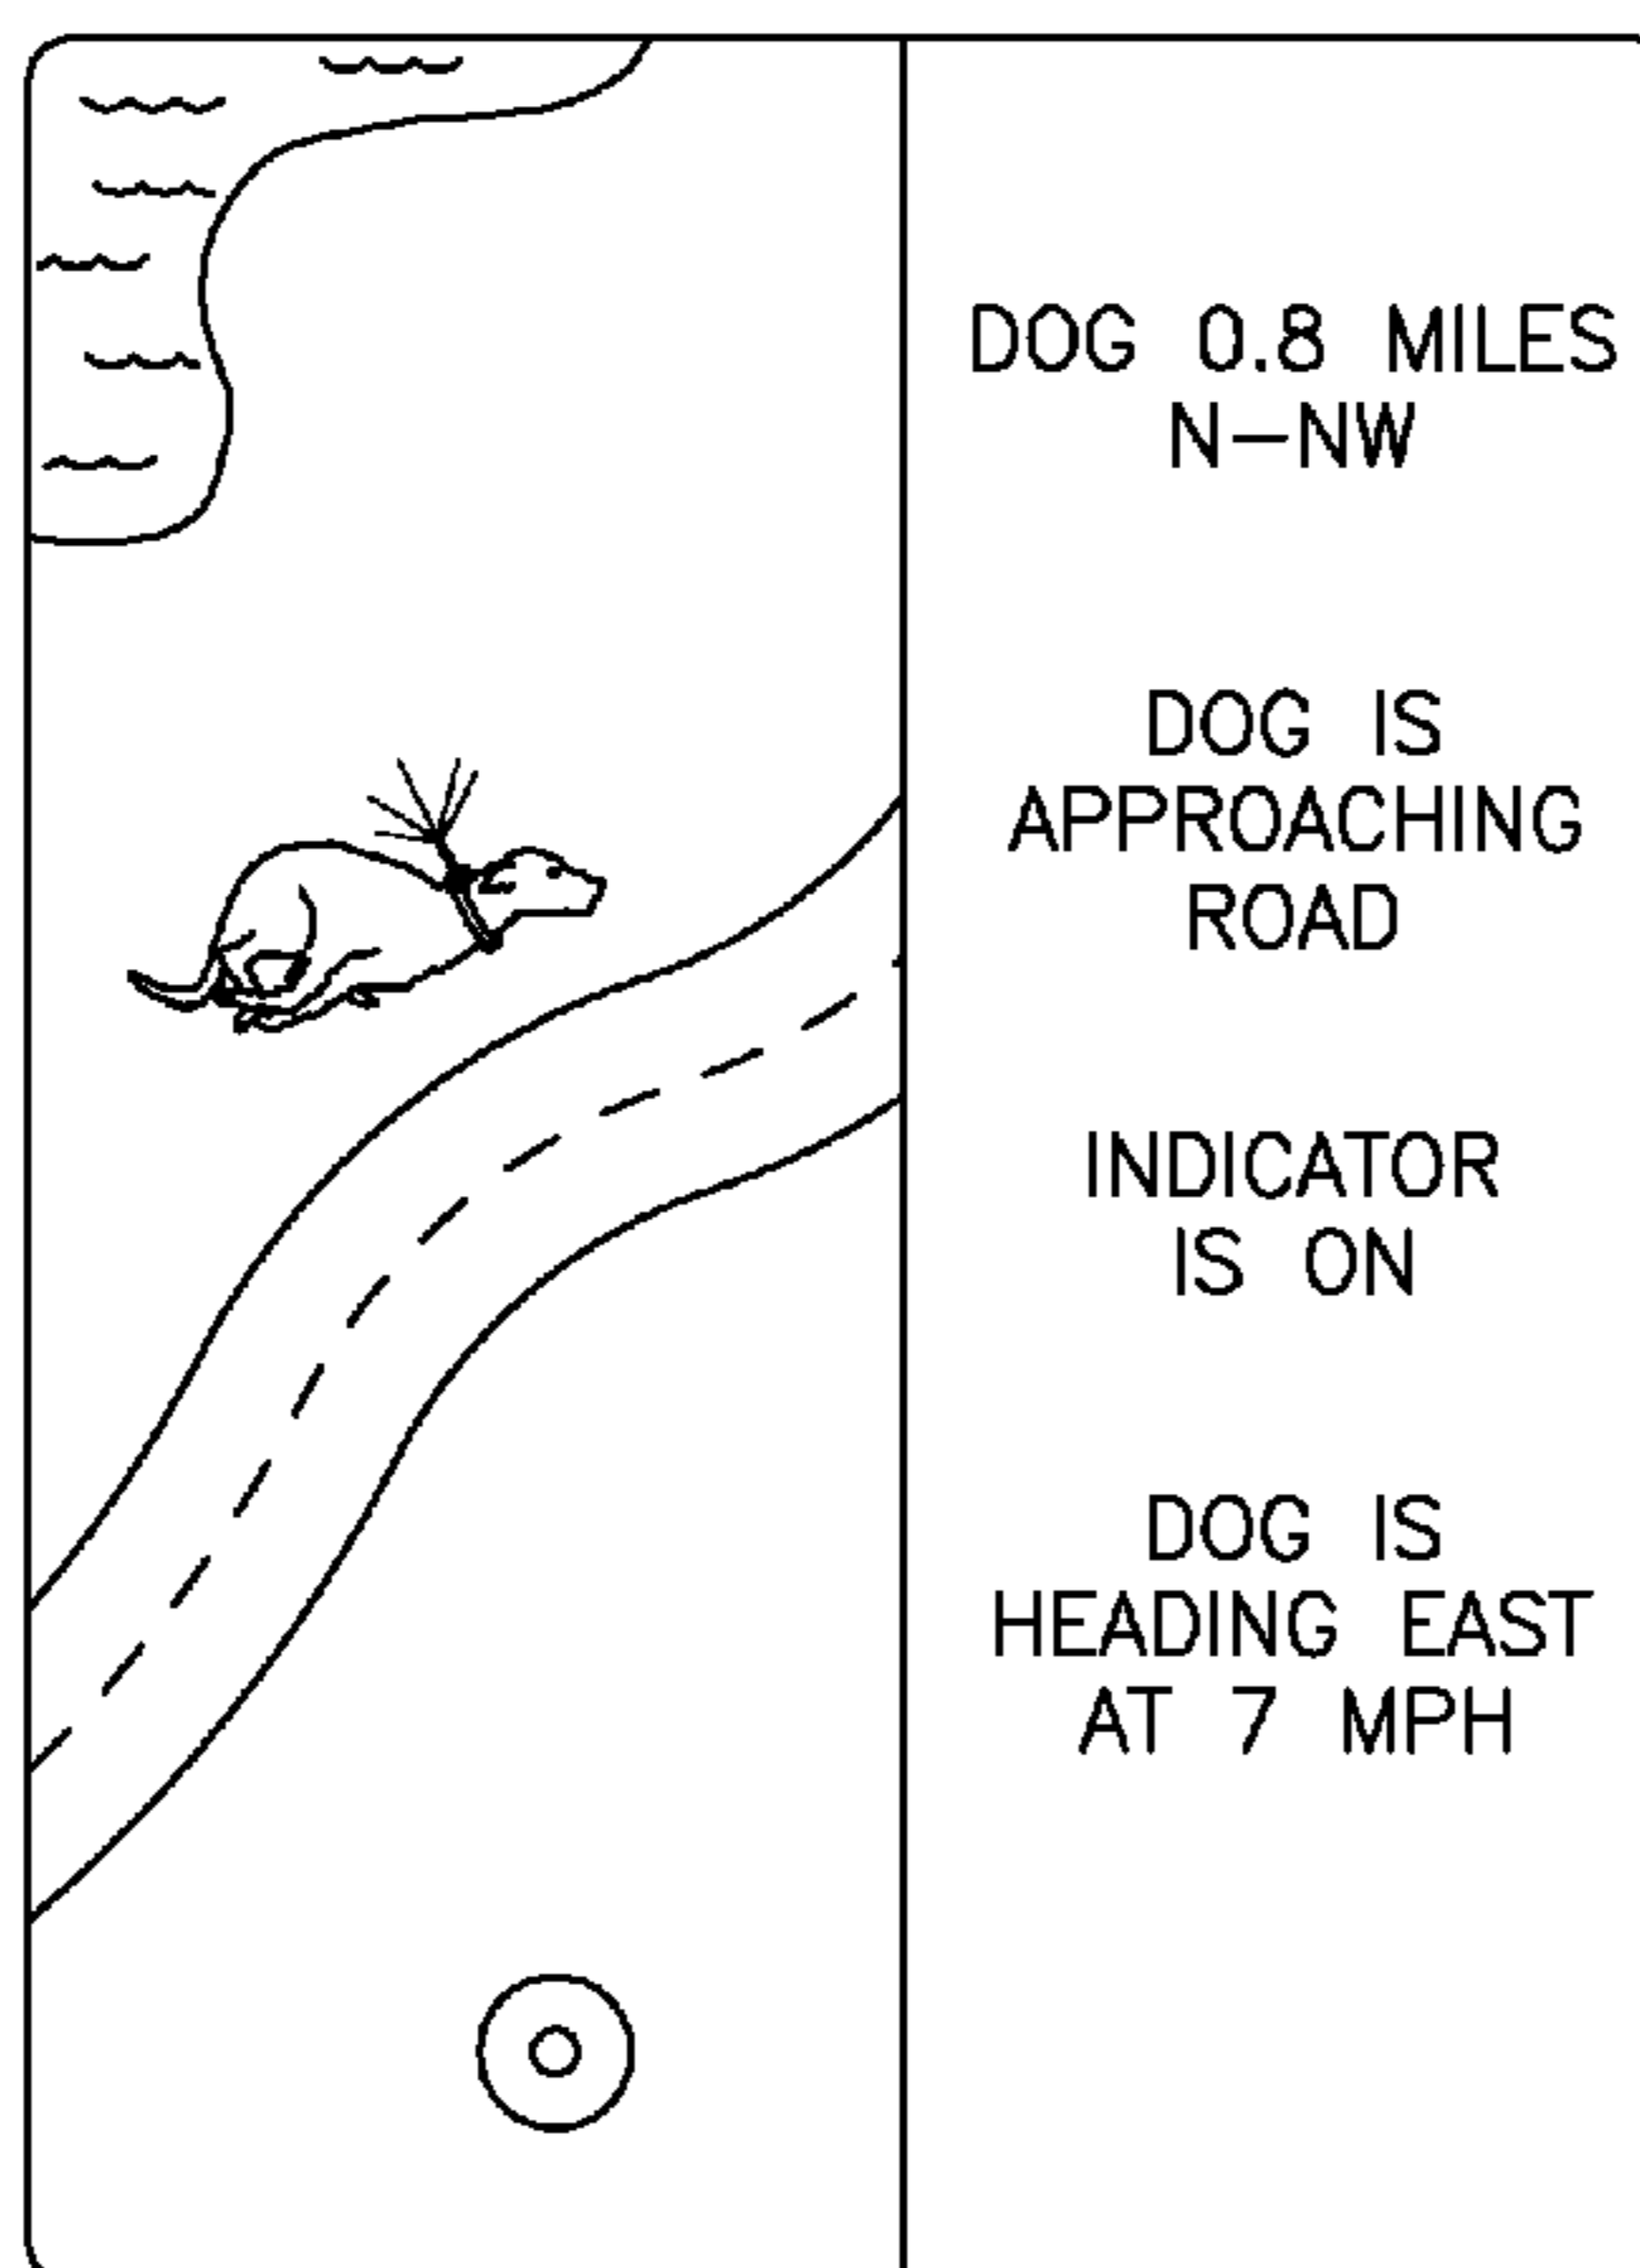 DOG 0.8 MILES
N-NW
DOG IS
APPROACHING
ROAD
INDICATOR
IS ON
DOG IS
HEADING EAST
AT 7 MPH